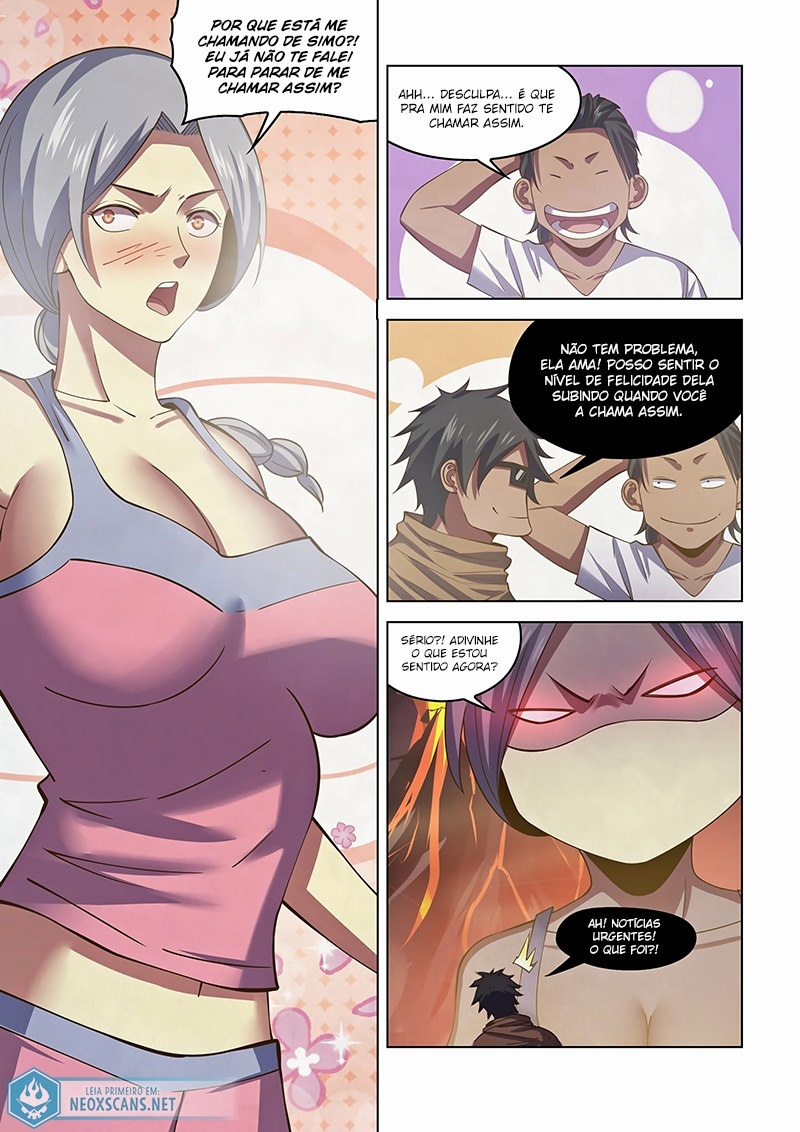 POR QUE ESTÁ ME
CHAMANDO DE SIMO?!
EU JÁ NÃO TE FALEI
PARA PARAR DE ME
CHAMAR ASSIM?
AHH... DESCULPA... É QUE
PRA MIM FAZ SENTIDO TE
CHAMAR ASSIM.
NÃO TEM PROBLEMA,
ELA AMA! POSSO SENTIR O
NÍVEL DE FELICIDADE DELA
SUBINDO QUANDO VOCÊ
A CHAMA ASSIM.
SÉRIO?! ADIVINHE
O QUE ESTOU
SENTIDO AGORA?
AH! NOTÍCIAS
URGENTES!
O QUE FOI?!
LEIA PRIMEIRO EM:
NEOXSCANS.NET